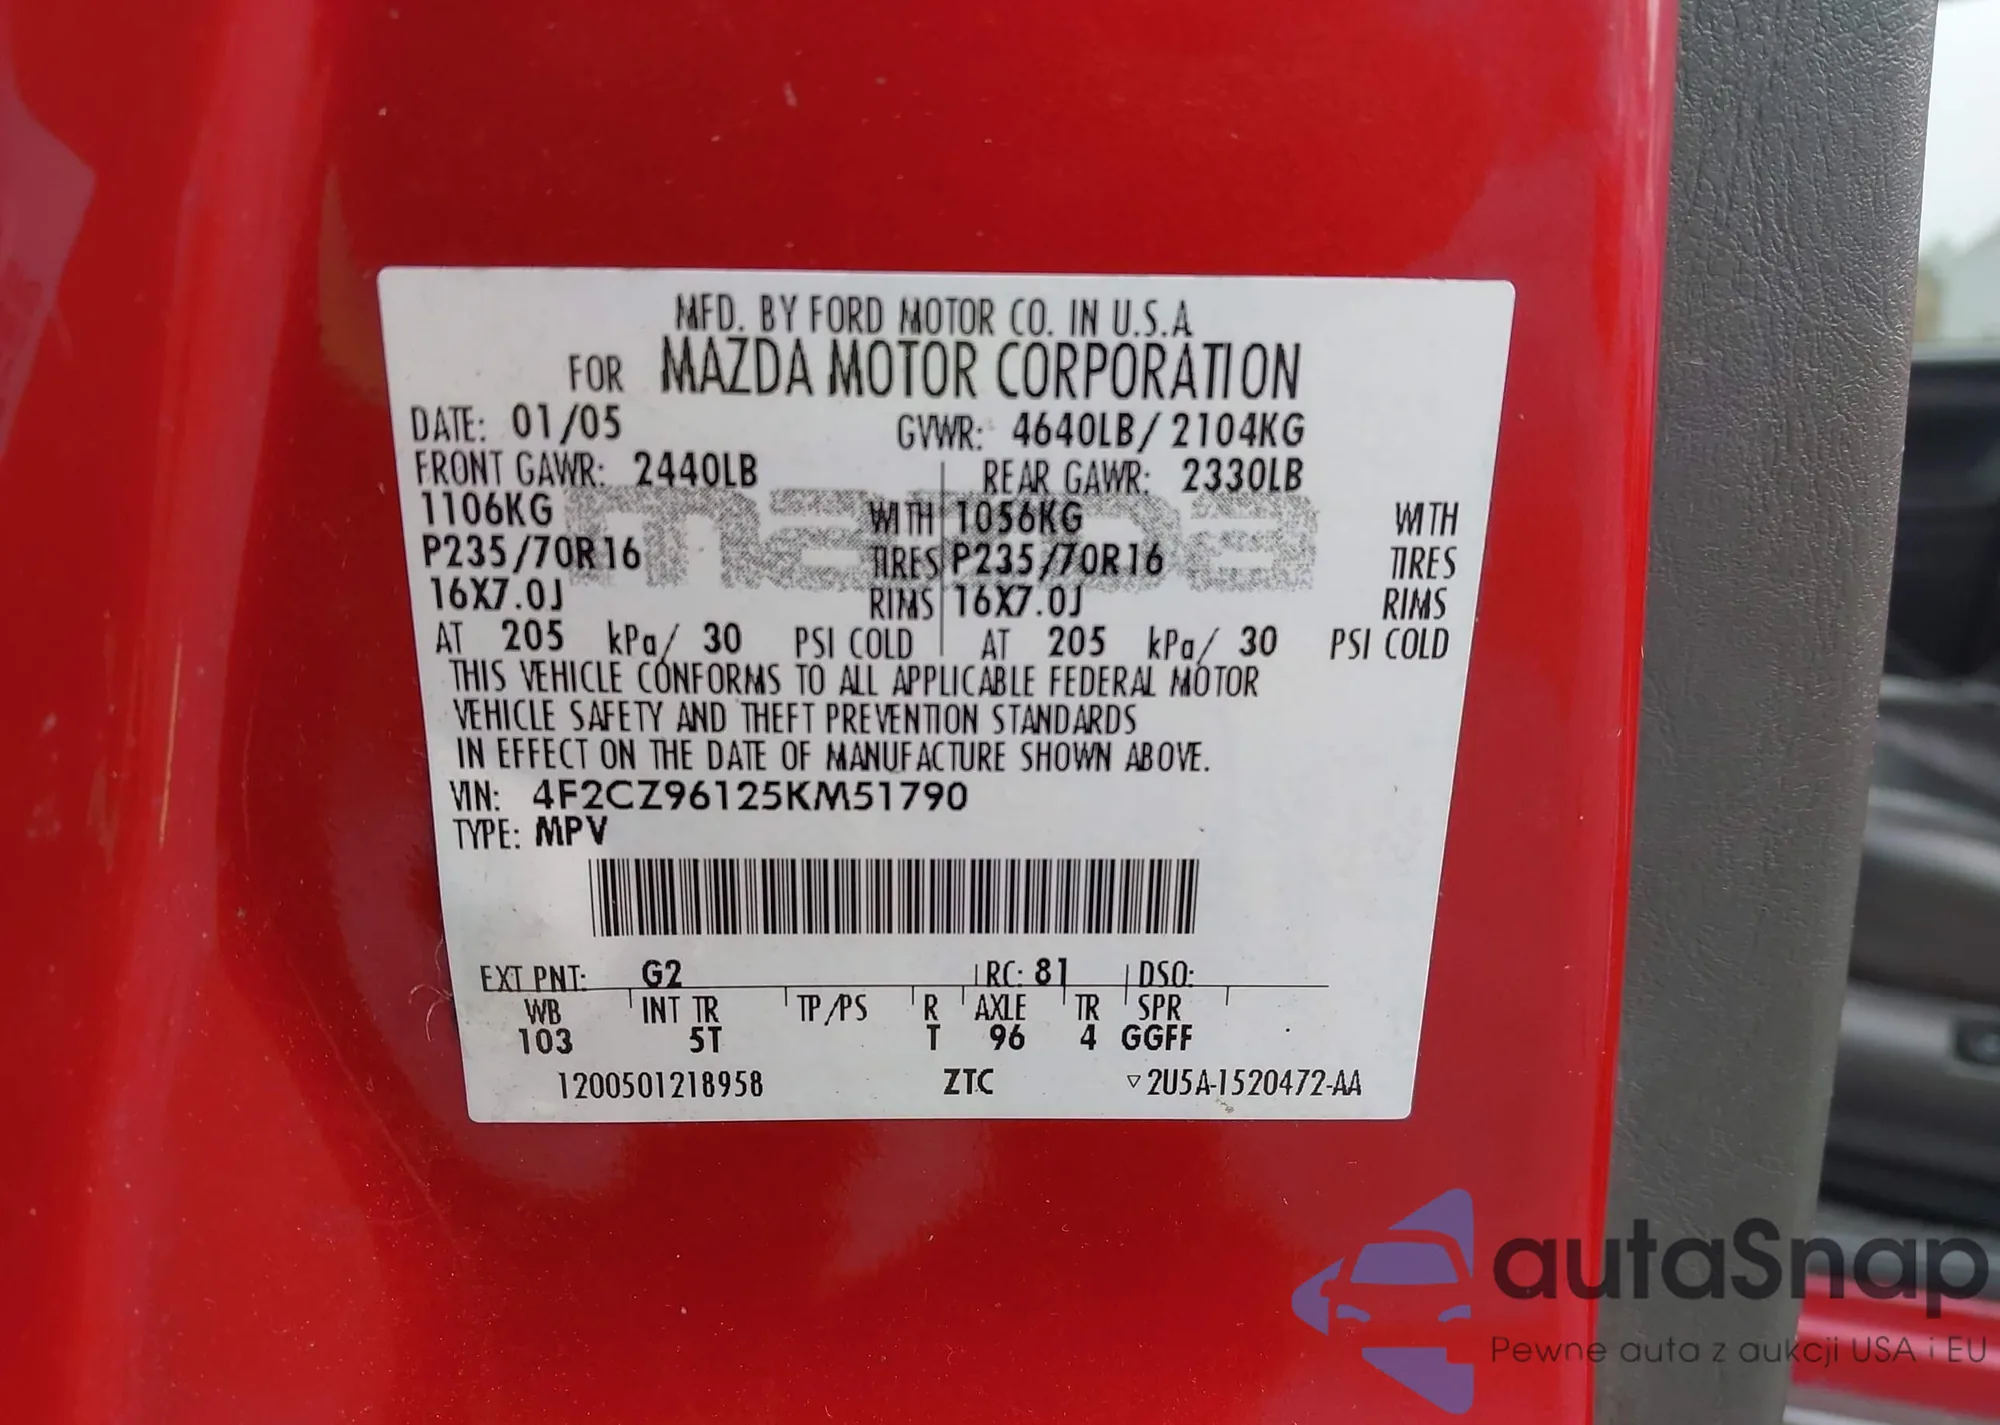 MFD. BY FORD MOTOR CO. IN U.S.A
FOR MAZDA MOTOR CORPORATION
DATE: 01/05 GVWR: 4640LB/2104KG
FRONT GAWR: 2440LB REAR GAWR: 2330LB
1106KG WITH 1056KG WITH
P235/70R16 TIRES P235/70R16 TIRES
16X7.0J RIMS 16X7.0J RIMS
AT 205 kPa/ 30 PSI COLD AT 205 kPa/ 30 PSI COLD
THIS VEHICLE CONFORMS TO ALL APPLICABLE FEDERAL MOTOR
VEHICLE SAFETY AND THEFT PREVENTION STANDARDS
IN EFFECT ON THE DATE OF MANUFACTURE SHOWN ABOVE.
VIN: 4F2CZ96125KM51790
TYPE: MPV
EXT PNT: G2 RC: 81 DSO:
WB INT TR TP/PS R AXLE TR SPR
103 5T T 96 4 GGFF
1200501218958 ZTC 2U5A-1520472-AA
mazda
autaSnap
Pewne auta z aukcji USA i EU